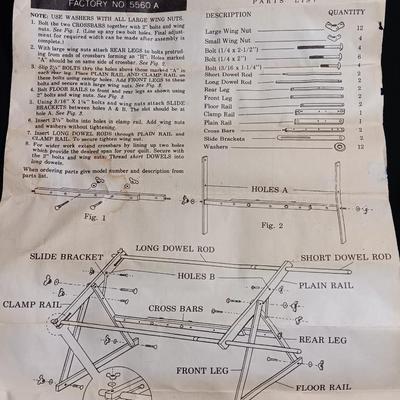 FACTORY NO. 5560 A
NOTE: USE WASHERS WITH ALL LARGE WING NUTS.
1. Bolt the two CROSSBARS together with 2" bolts and wing
nuts. See Fig. 1. (Line up any two bolt holes. Final adjust-
ment for required width can be made after assembly is
complete.)
2. With large wing nuts attach REAR LEGS to bolts protrud-
ing from ends of crossbars forming an "H". Holes marked
"A" should be on same side of crossbar. See Fig. 2.
3. Slip 2½" BOLTS thru the holes
each rear leg. Place PLAIN RAIL AND CLAMP RAIL on
these bolts using center holes. Add FRONT LEGS to these
bolts and secure with large wing nuts. See Fig. 3.
4. Bolt FLOOR RAILS to front and rear legs as shown using
2" bolts and wing nuts. See Fig. 3.
5. Using 3/16" X 1¼" bolts and wing nuts attach SLIDE
BRACKETS between holes A & B. The slot should be at
hole A. See Fig. 3.
6. Insert 2½" bolts into holes in clamp rail. Add wing nuts
and washers without tightening.
7. Insert LONG DOWEL RODS through PLAIN RAIL and
CLAMP RAIL. Or secure tighten wing nuts.
8. For wider work extend crossbars by lining up two holes
which provide the desired span for your quilt. Secure with
the 2" bolts and wing nuts. Thread short DOWELS into
long dowels.
When ordering parts give model number and description from
parts list.
PARTS LIST
DESCRIPTION QUANTITY
Large Wing Nut 12
Small Wing Nut 4
Bolt (1/4 x 2-1/2")
Bolt (1/4 x 2") 6
Bolt (3/16 x 1-1/4") 4
Short Dowel Rod 2
Long Dowel Rod 2
Rear Leg 2
Front Leg 2
Floor Rail 2
Clamp Rail 1
Plain Rail 1
Cross Bars 2
Slide Brackets 2
Washers 12
Fig. 1
HOLES A
Fig. 2
LONG DOWEL ROD
SLIDE BRACKET
SHORT DOWEL ROD
HOLES B
PLAIN RAIL
CLAMP RAIL
CROSS BARS
REAR LEG
FRONT LEG
FLOOR RAIL